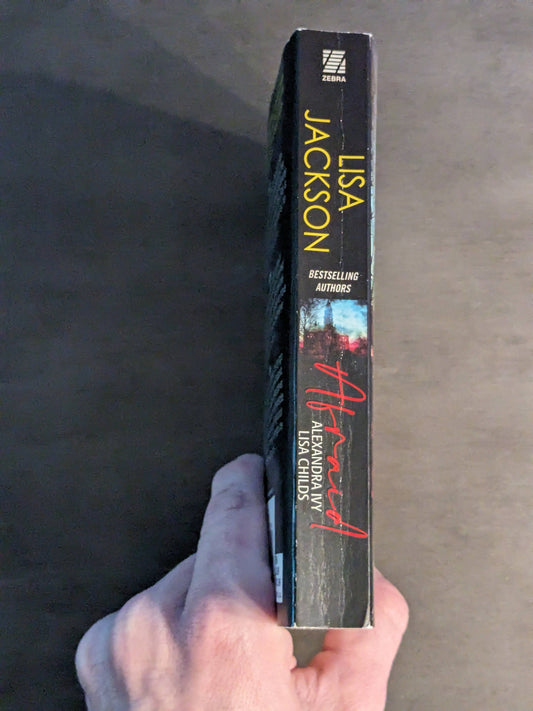 ZEBRA
LISA
JACKSON
BESTSELLING
AUTHORS
Afraid
ALEXANDRA IVY
LISA CHILDS